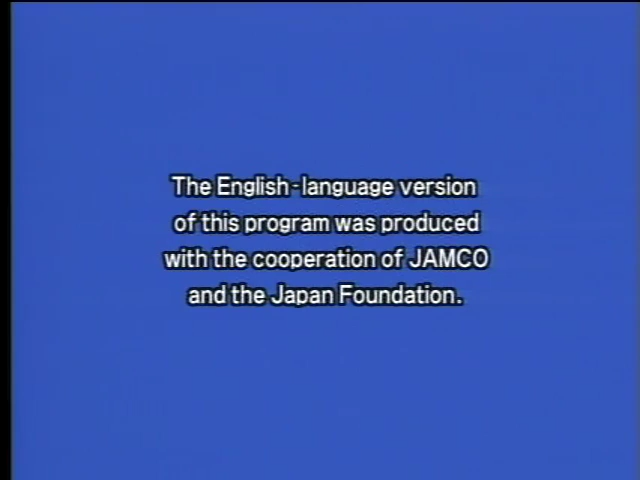 The English-language version
of this program was produced
with the cooperation of JAMCO
and the Japan Foundation.